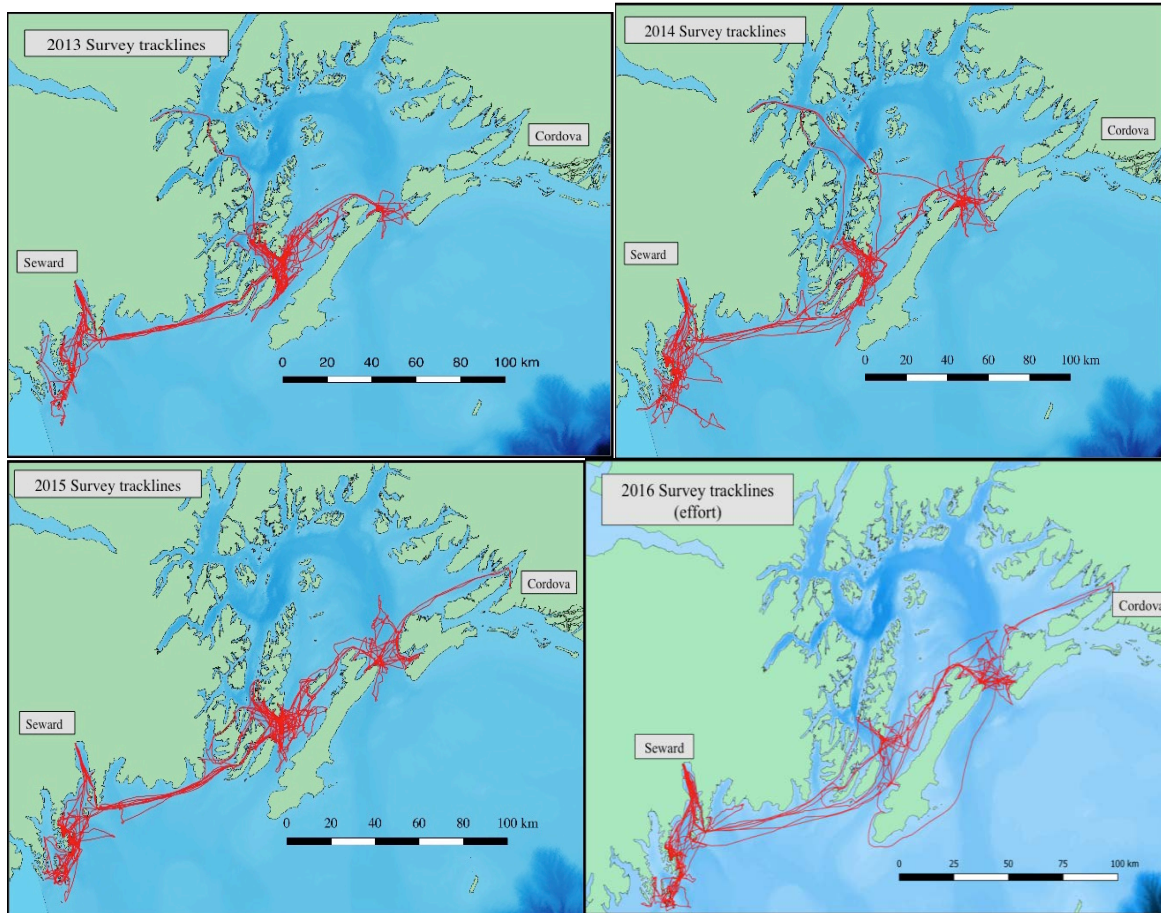 2013 Survey tracklines
Cordova
Seward
0 20 40 60 80 100 km
2014 Survey tracklines
Cordova
Seward
0 20 40 60 80 100 km
2015 Survey tracklines
Cordova
Seward
0 20 40 60 80 100 km
2016 Survey tracklines
(effort)
Cordova
Seward
0 25 50 75 100 km